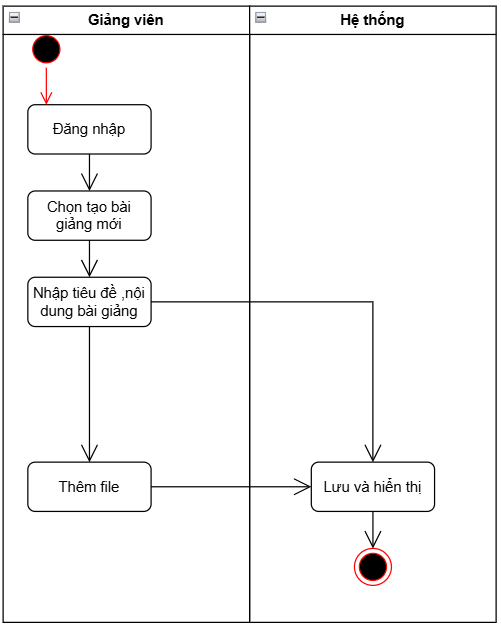 Giảng viên
Hệ thống
Đăng nhập
Chọn tạo bài
giảng mới
Nhập tiêu đề ,nội
dung bài giảng
Thêm file
Lưu và hiển thị